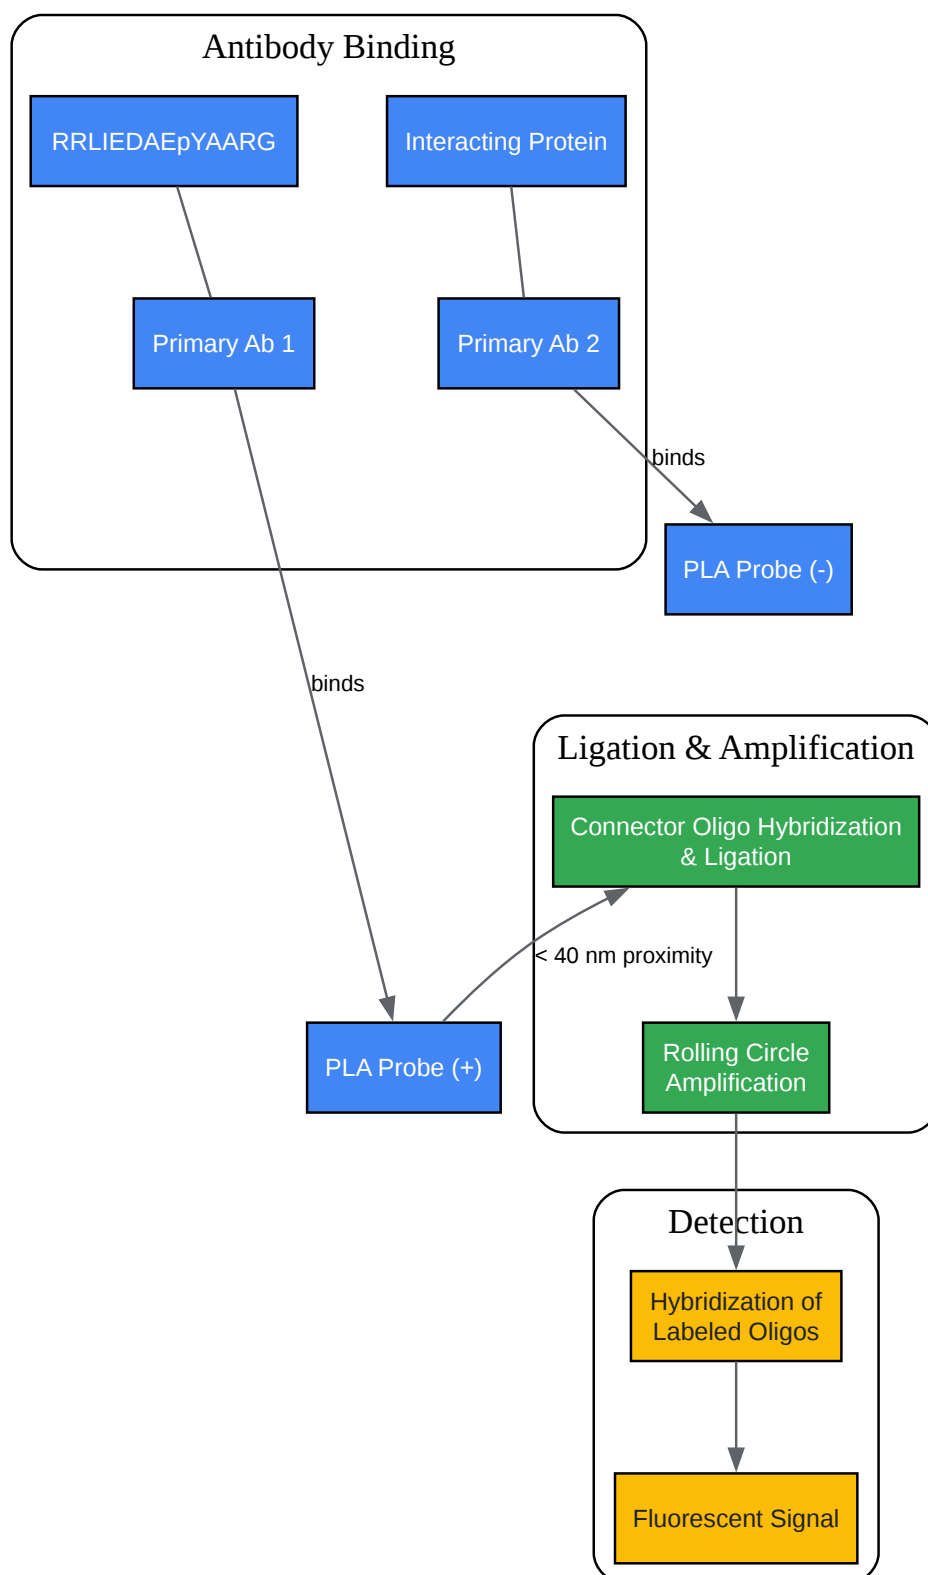 Antibody Binding
RRLIEDAEpYAARG
Interacting Protein
Primary Ab 1
Primary Ab 2
binds
PLA Probe (-)
binds
Ligation & Amplification
Connector Oligo Hybridization
& Ligation
< 40 nm proximity
PLA Probe (+)
Rolling Circle
Amplification
Detection
Hybridization of
Labeled Oligos
Fluorescent Signal